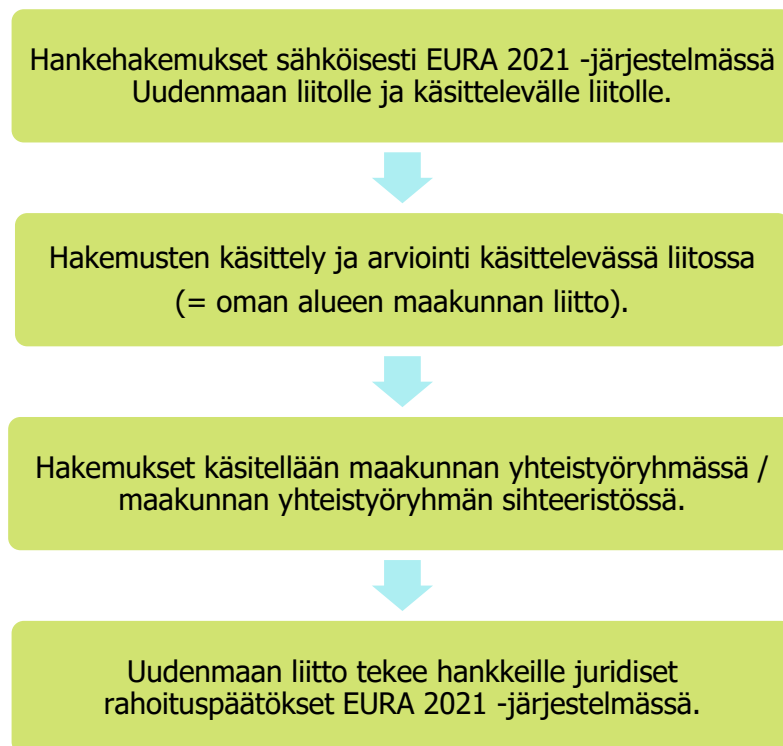 Hankehakemukset sähköisesti EURA 2021 -järjestelmässä
Uudenmaan liitolle ja käsittelevälle liitolle.
Hakemusten käsittely ja arviointi käsittelevässä liitossa
(= oman alueen maakunnan liitto).
Hakemukset käsitellään maakunnan yhteistyöryhmässä /
maakunnan yhteistyöryhmän sihteeristössä.
Uudenmaan liitto tekee hankkeille juridiset
rahoituspäätökset EURA 2021 -järjestelmässä.